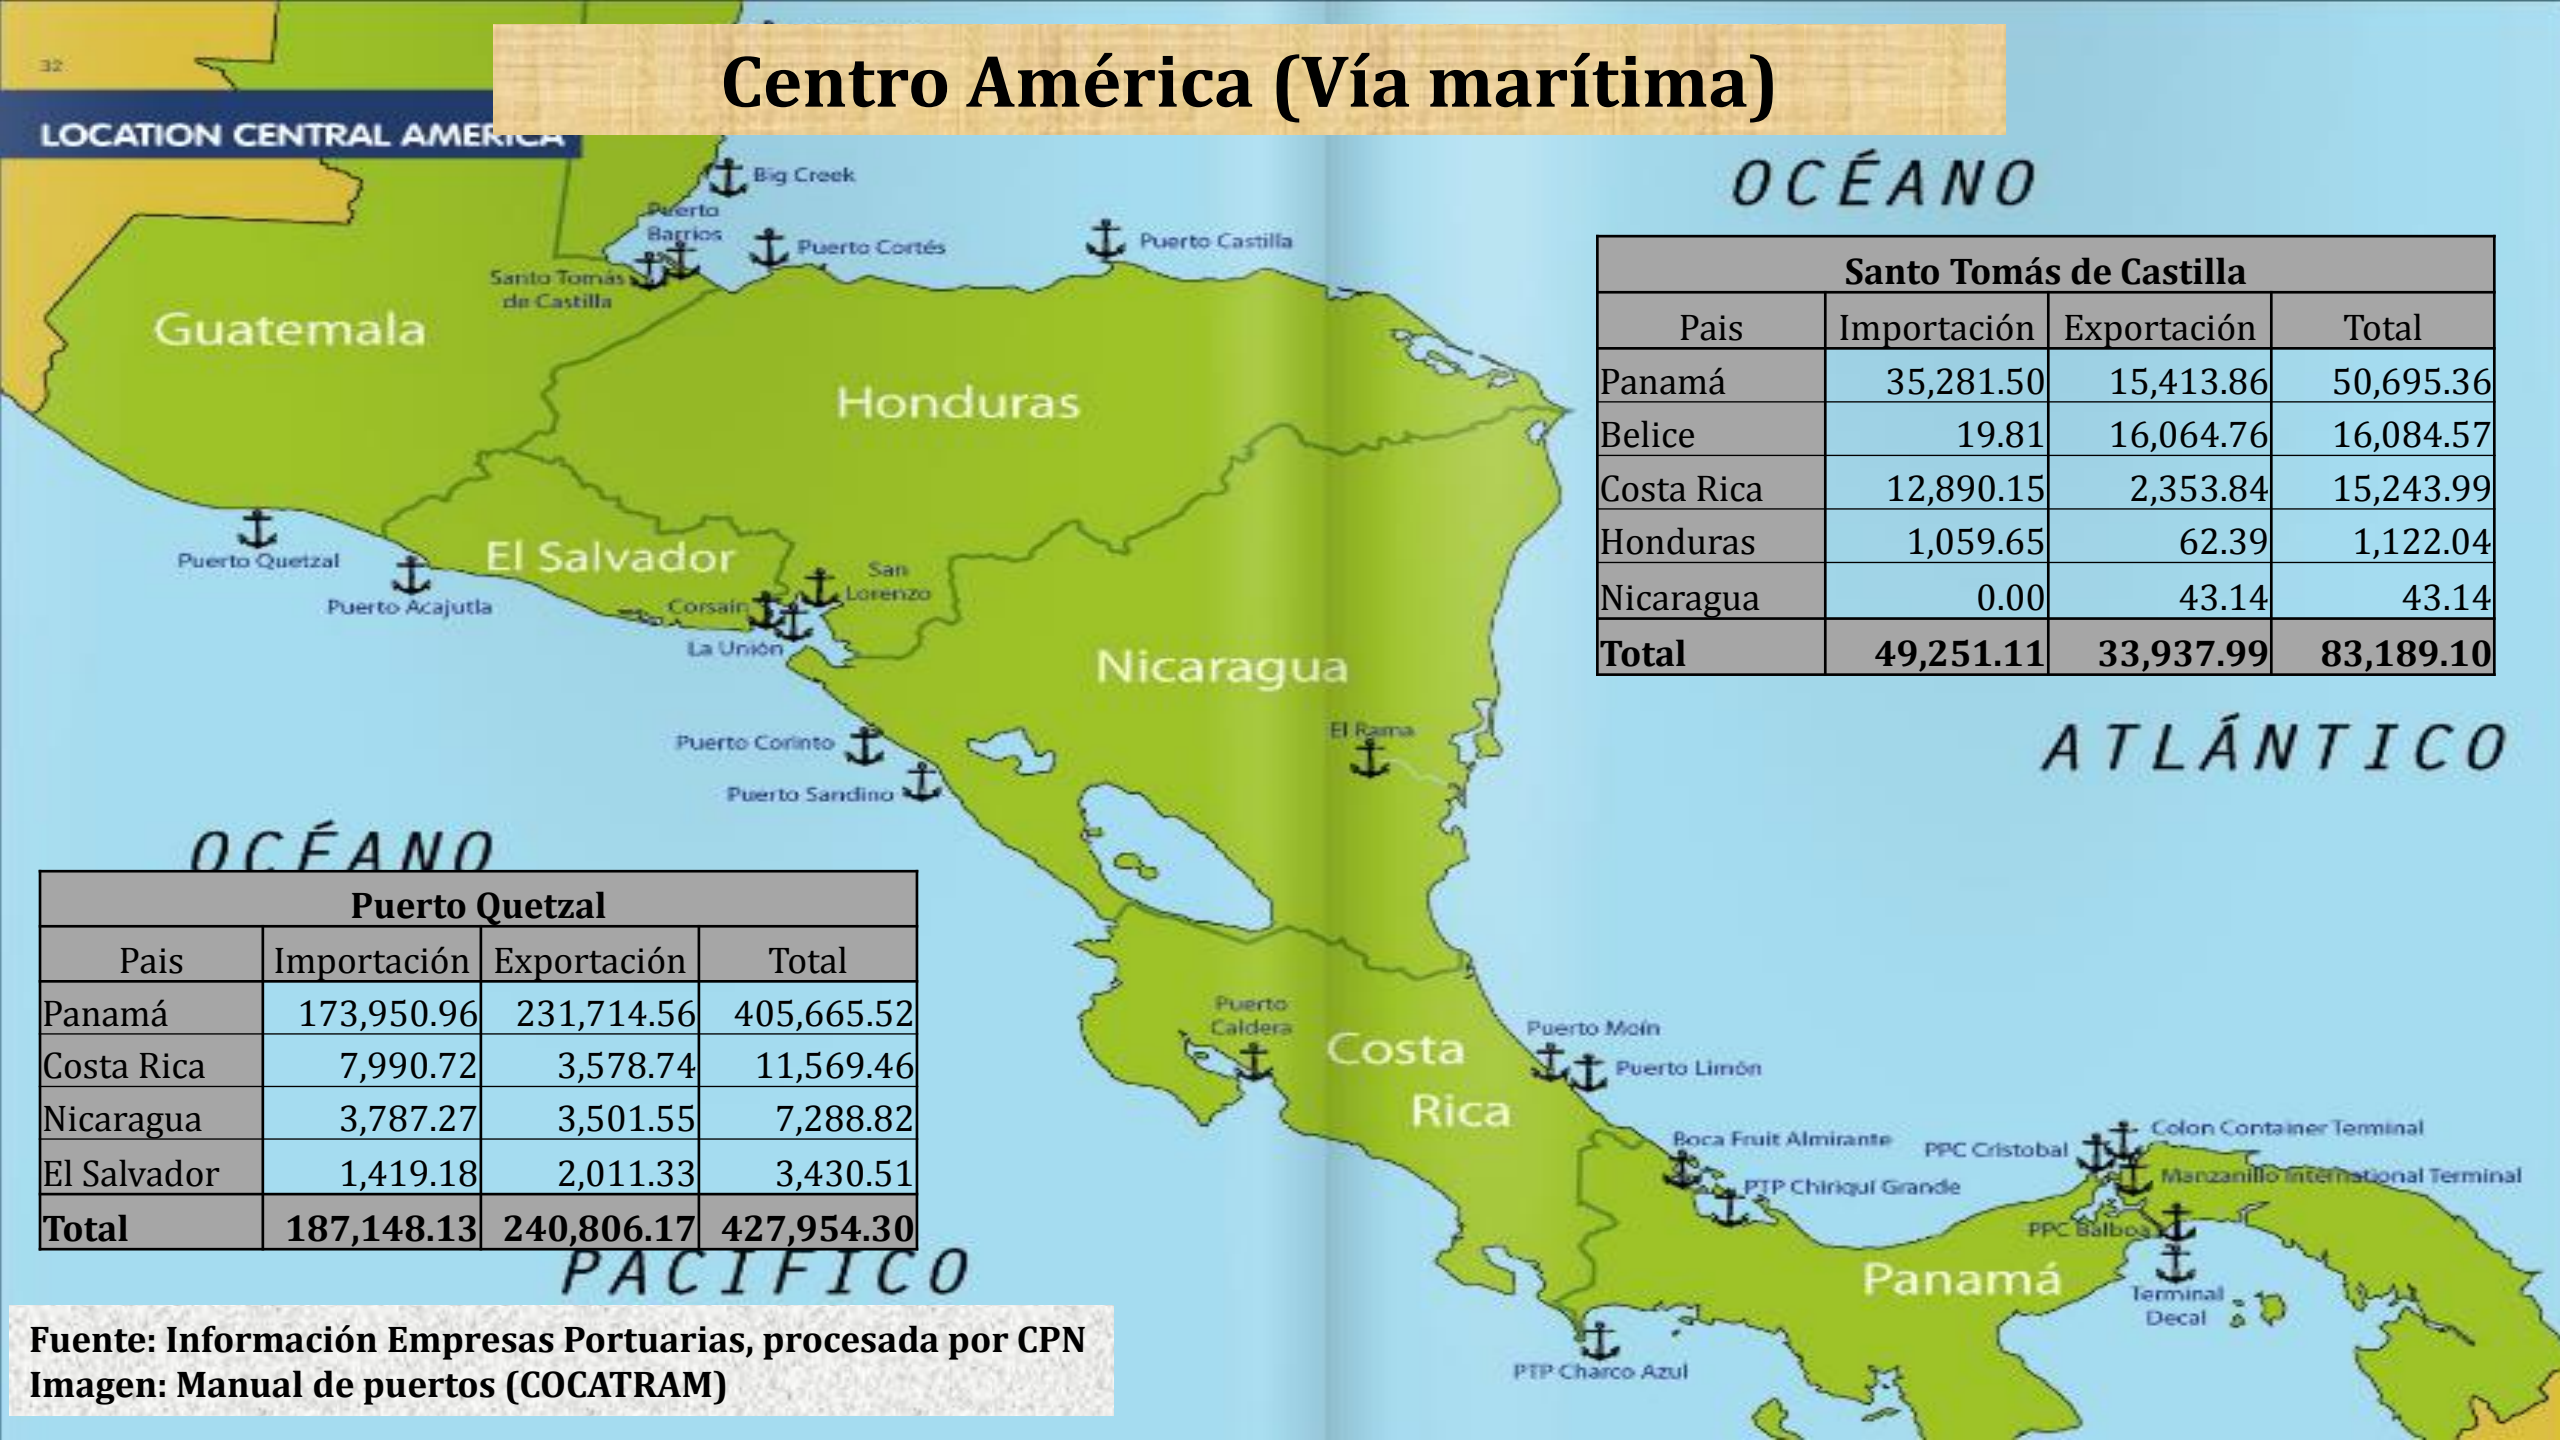 Centro América (Vía marítima)
32
LOCATION CENTRAL AMERICA
OCÉANO
Big Creek
Puerto
Barrios
Puerto Cortés
Puerto Castilla
Santo Tomás
de Castilla
Guatemala
Honduras
El Salvador
Puerto Quetzal
Puerto Acajutla
San
Lorenzo
Corsain
La Unión
Nicaragua
El Rama
Puerto Corinto
Puerto Sandino
Santo Tomás de Castilla
Pais Importación Exportación Total
Panamá 35,281.50 15,413.86 50,695.36
Belice 19.81 16,064.76 16,084.57
Costa Rica 12,890.15 2,353.84 15,243.99
Honduras 1,059.65 62.39 1,122.04
Nicaragua 0.00 43.14 43.14
Total 49,251.11 33,937.99 83,189.10
ATLÁNTICO
OCÉANO
Puerto Quetzal
Pais Importación Exportación Total
Panamá 173,950.96 231,714.56 405,665.52
Costa Rica 7,990.72 3,578.74 11,569.46
Nicaragua 3,787.27 3,501.55 7,288.82
El Salvador 1,419.18 2,011.33 3,430.51
Total 187,148.13 240,806.17 427,954.30
PACIFICO
Puerto
Caldera
Costa
Rica
Puerto Moín
Puerto Limón
Boca Fruit Almirante
PTP Chiriquí Grande
PPC Cristobal
Colon Container Terminal
Manzanillo International Terminal
PPC Balboa
Panamá
Terminal
Decal
PTP Charco Azul
Fuente: Información Empresas Portuarias, procesada por CPN
Imagen: Manual de puertos (COCATRAM)